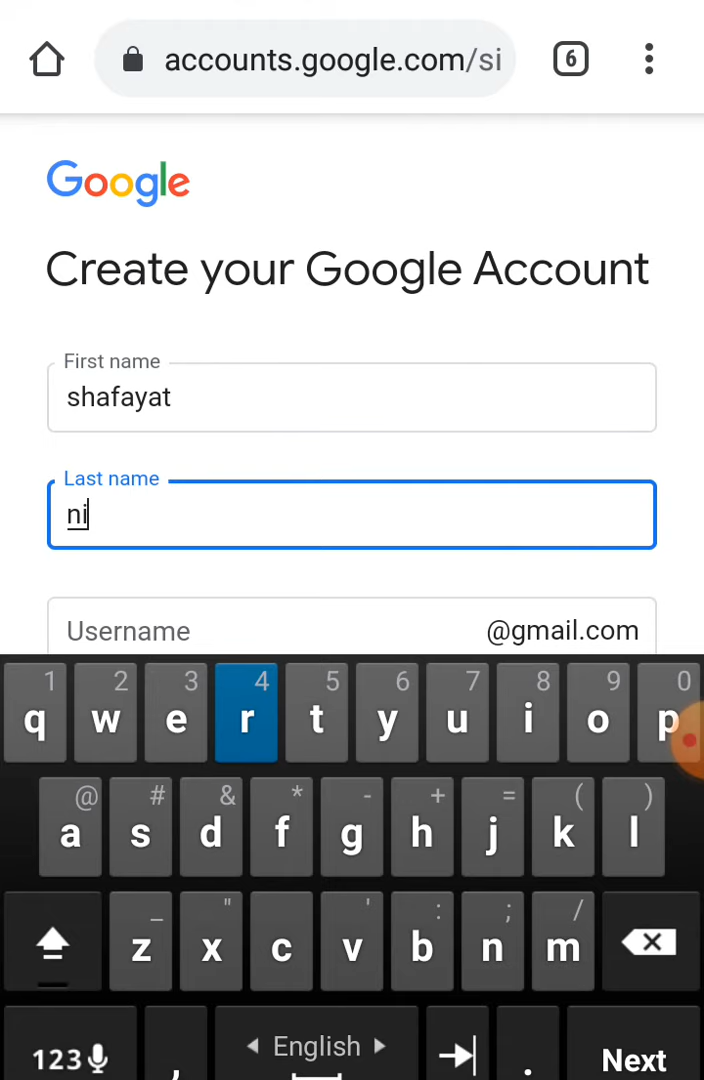 accounts.google.com/si
6
Google
Create your Google Account
First name
shafayat
Last name
ni
Username @gmail.com
1 2 3 4 5 6 7 8 9 0
q w e r t y u i o p
@ # & * - + = ( )
a s d f g h j k l
_ " ' : ; /
z x c v b n m
123 , English . Next